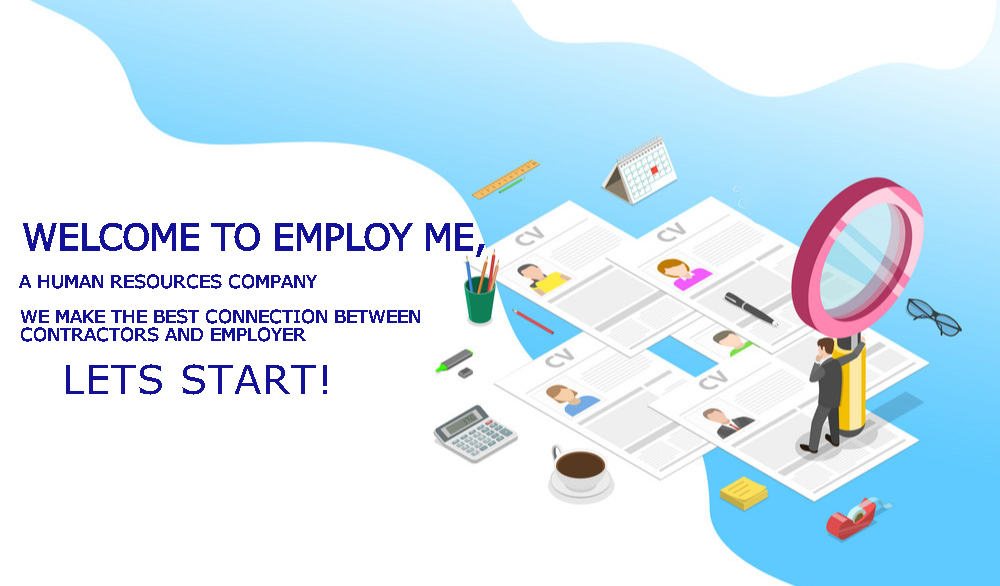 WELCOME TO EMPLOY ME,
A HUMAN RESOURCES COMPANY
WE MAKE THE BEST CONNECTION BETWEEN
CONTRACTORS AND EMPLOYER
LETS START!
CV
CV
CV
CV